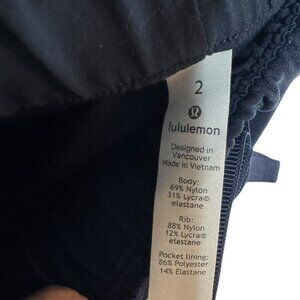 2
lululemon
Designed in
Vancouver
Made in Vietnam
Body:
69% Nylon
31% Lycra®
elastane
Rib:
88% Nylon
12% Lycra®
elastane
Pocket lining:
86% Polyester
14% Elastane